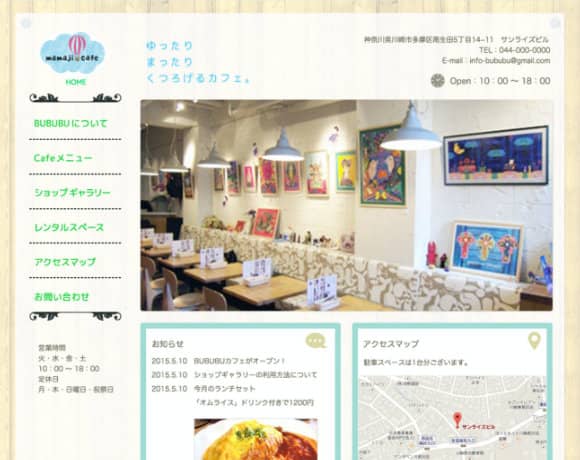 mamaji cafe
HOME
ゆったり
まったり
くつろげるカフェ。
神奈川県川崎市多摩区南生田5丁目14−11　サンライズビル
TEL：044-000-0000
E-mail：info-bububu@gmail.com
Open：10：00 〜 18：00
BUBUBUについて
Cafeメニュー
ショップギャラリー
レンタルスペース
アクセスマップ
お問い合わせ
営業時間
火・水・金・土
10：00 〜 18：00
定休日
月・木・日曜日・祝祭日
お知らせ
2015.5.10　BUBUBUカフェがオープン！
2015.5.10　ショップギャラリーの利用方法について
2015.5.10　今月のランチセット
「オムライス」ドリンク付きで1200円
アクセスマップ
駐車スペースは1台分ございます。
サンライズビル